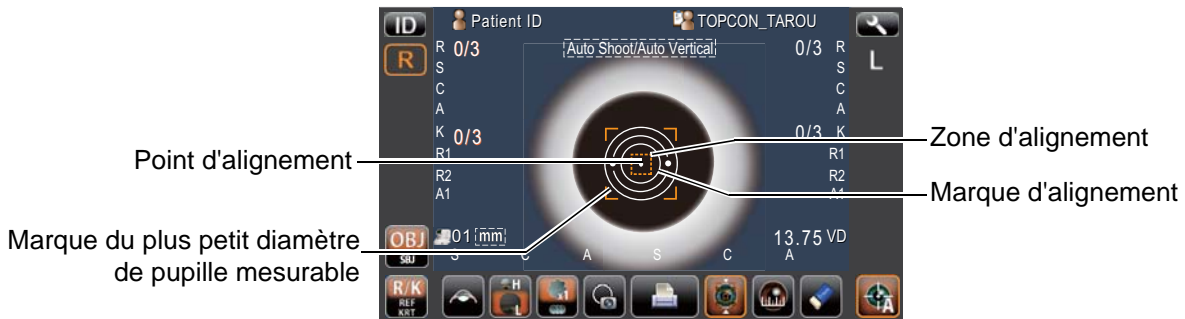 ID
Patient ID
TOPCON_TAROU
R
R 0/3
Auto Shoot/Auto Vertical
0/3 R
L
S
S
C
C
A
A
K 0/3
0/3 K
Zone d'alignement
Point d'alignement
R1
R1
R2
R2
Marque d'alignement
A1
A1
Marque du plus petit diamètre
de pupille mesurable
OBJ
SBJ
01 mm
13.75 VD
S C A S C A
R/K
REF
KRT
H
L
x1
A